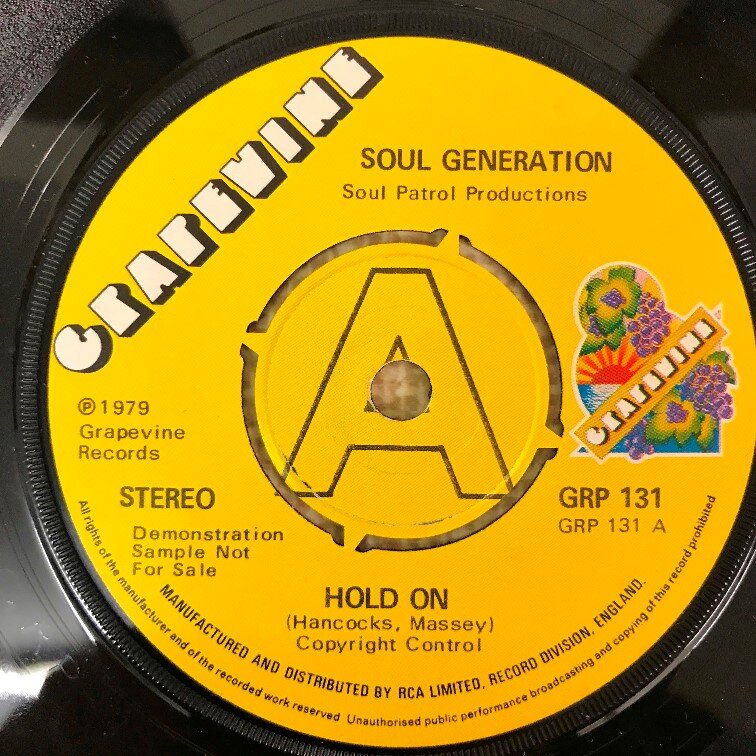 GRAPEVINE
SOUL GENERATION
Soul Patrol Productions
A
GRAPEVINE
℗ 1979
Grapevine
Records
STEREO
Demonstration
Sample Not
For Sale
GRP 131
GRP 131 A
HOLD ON
(Hancocks, Massey)
Copyright Control
MANUFACTURED AND DISTRIBUTED BY RCA LIMITED, RECORD DIVISION, ENGLAND.
All rights of the manufacturer and of the recorded work reserved Unauthorised public performance broadcasting and copying of this record prohibited